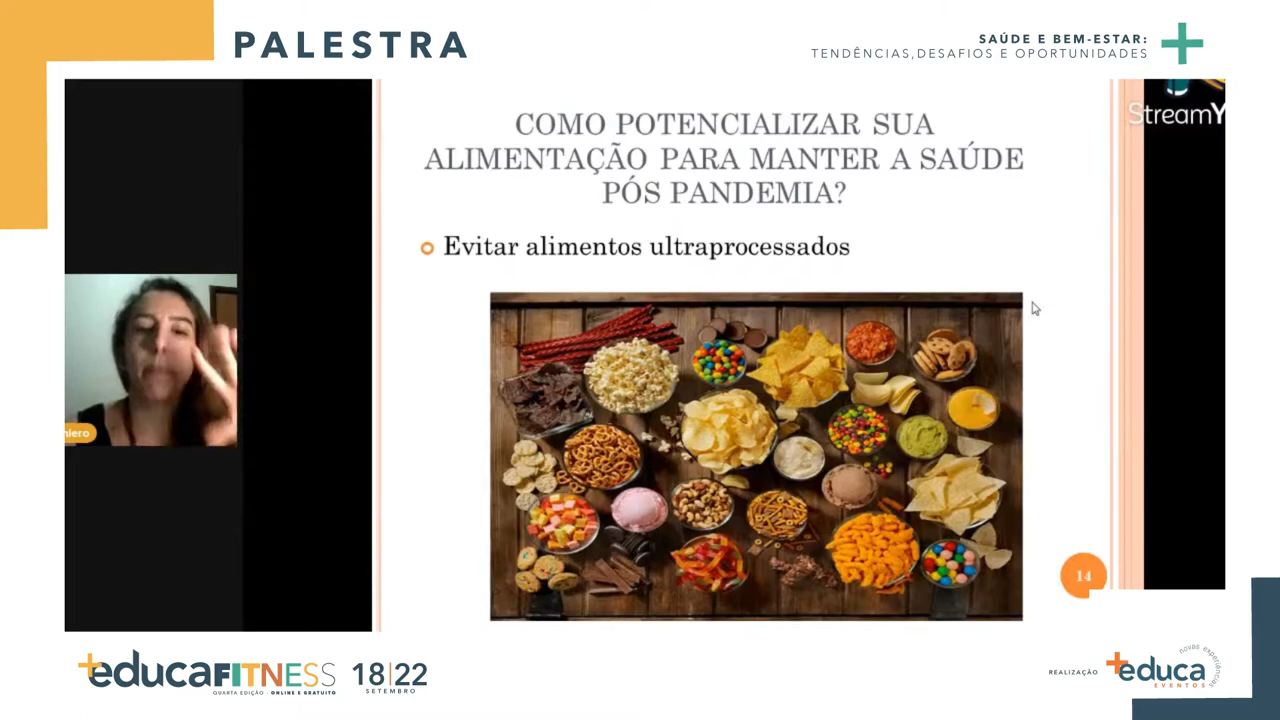 PALESTRA
SAÚDE E BEM-ESTAR:
TENDÊNCIAS,DESAFIOS E OPORTUNIDADES
StreamY
COMO POTENCIALIZAR SUA
ALIMENTAÇÃO PARA MANTER A SAÚDE
PÓS PANDEMIA?
Evitar alimentos ultraprocessados
niero
14
+educaFITNESS
QUARTA EDIÇÃO · ONLINE E GRATUITO
18|22
SETEMBRO
REALIZAÇÃO
+educa
EVENTOS
novas experiências